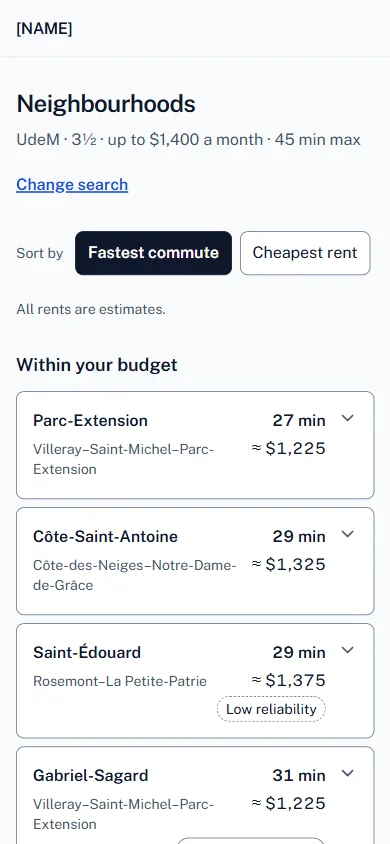 [NAME]
Neighbourhoods
UdeM · 3½ · up to $1,400 a month · 45 min max
Change search
Sort by
Fastest commute
Cheapest rent
All rents are estimates.
Within your budget
Parc-Extension
27 min
Villeray–Saint-Michel–Parc-
Extension
≈ $1,225
Côte-Saint-Antoine
29 min
Côte-des-Neiges–Notre-Dame-
de-Grâce
≈ $1,325
Saint-Édouard
29 min
Rosemont–La Petite-Patrie
≈ $1,375
Low reliability
Gabriel-Sagard
31 min
Villeray–Saint-Michel–Parc-
Extension
≈ $1,225